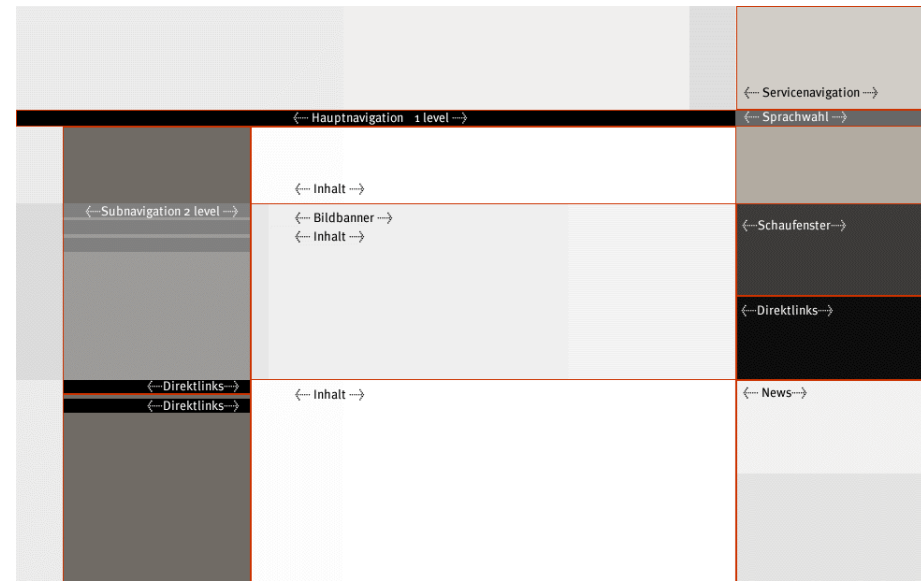 Servicenavigation
Hauptnavigation 1 level
Sprachwahl
Inhalt
Subnavigation 2 level
Bildbanner
Inhalt
Schaufenster
Direktlinks
Direktlinks
Direktlinks
Inhalt
News